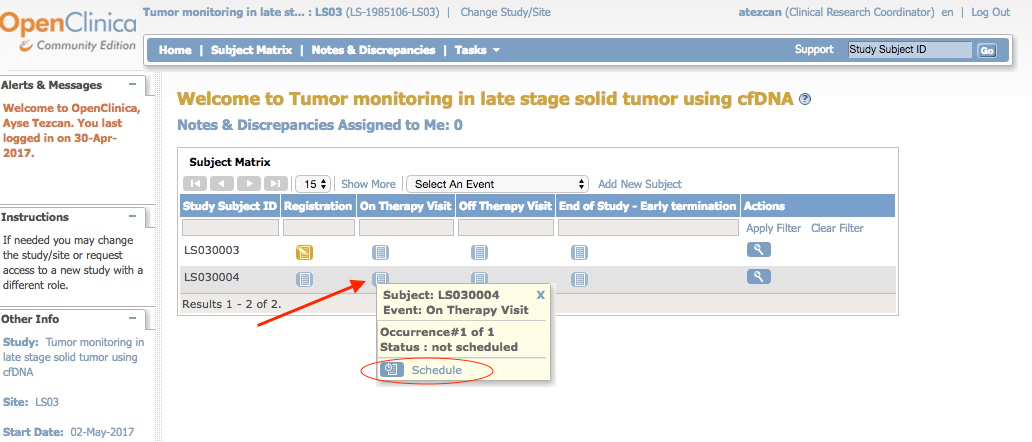 OpenClinica
Community Edition
Tumor monitoring in late st... : LS03 (LS-1985106-LS03) | Change Study/Site
atezcan (Clinical Research Coordinator) en | Log Out
Home | Subject Matrix | Notes & Discrepancies | Tasks
Support Study Subject ID Go
Alerts & Messages
Welcome to OpenClinica,
Ayse Tezcan. You last
logged in on 30-Apr-
2017.
Instructions
If needed you may change
the study/site or request
access to a new study with a
different role.
Other Info
Study: Tumor monitoring in
late stage solid tumor using
cfDNA
Site: LS03
Start Date: 02-May-2017
Welcome to Tumor monitoring in late stage solid tumor using cfDNA ?
Notes & Discrepancies Assigned to Me: 0
Subject Matrix
15 Show More Select An Event Add New Subject
Study Subject ID Registration On Therapy Visit Off Therapy Visit End of Study - Early termination Actions
Apply Filter Clear Filter
LS030003
LS030004
Results 1 - 2 of 2.
Subject: LS030004 X
Event: On Therapy Visit
Occurrence#1 of 1
Status : not scheduled
Schedule